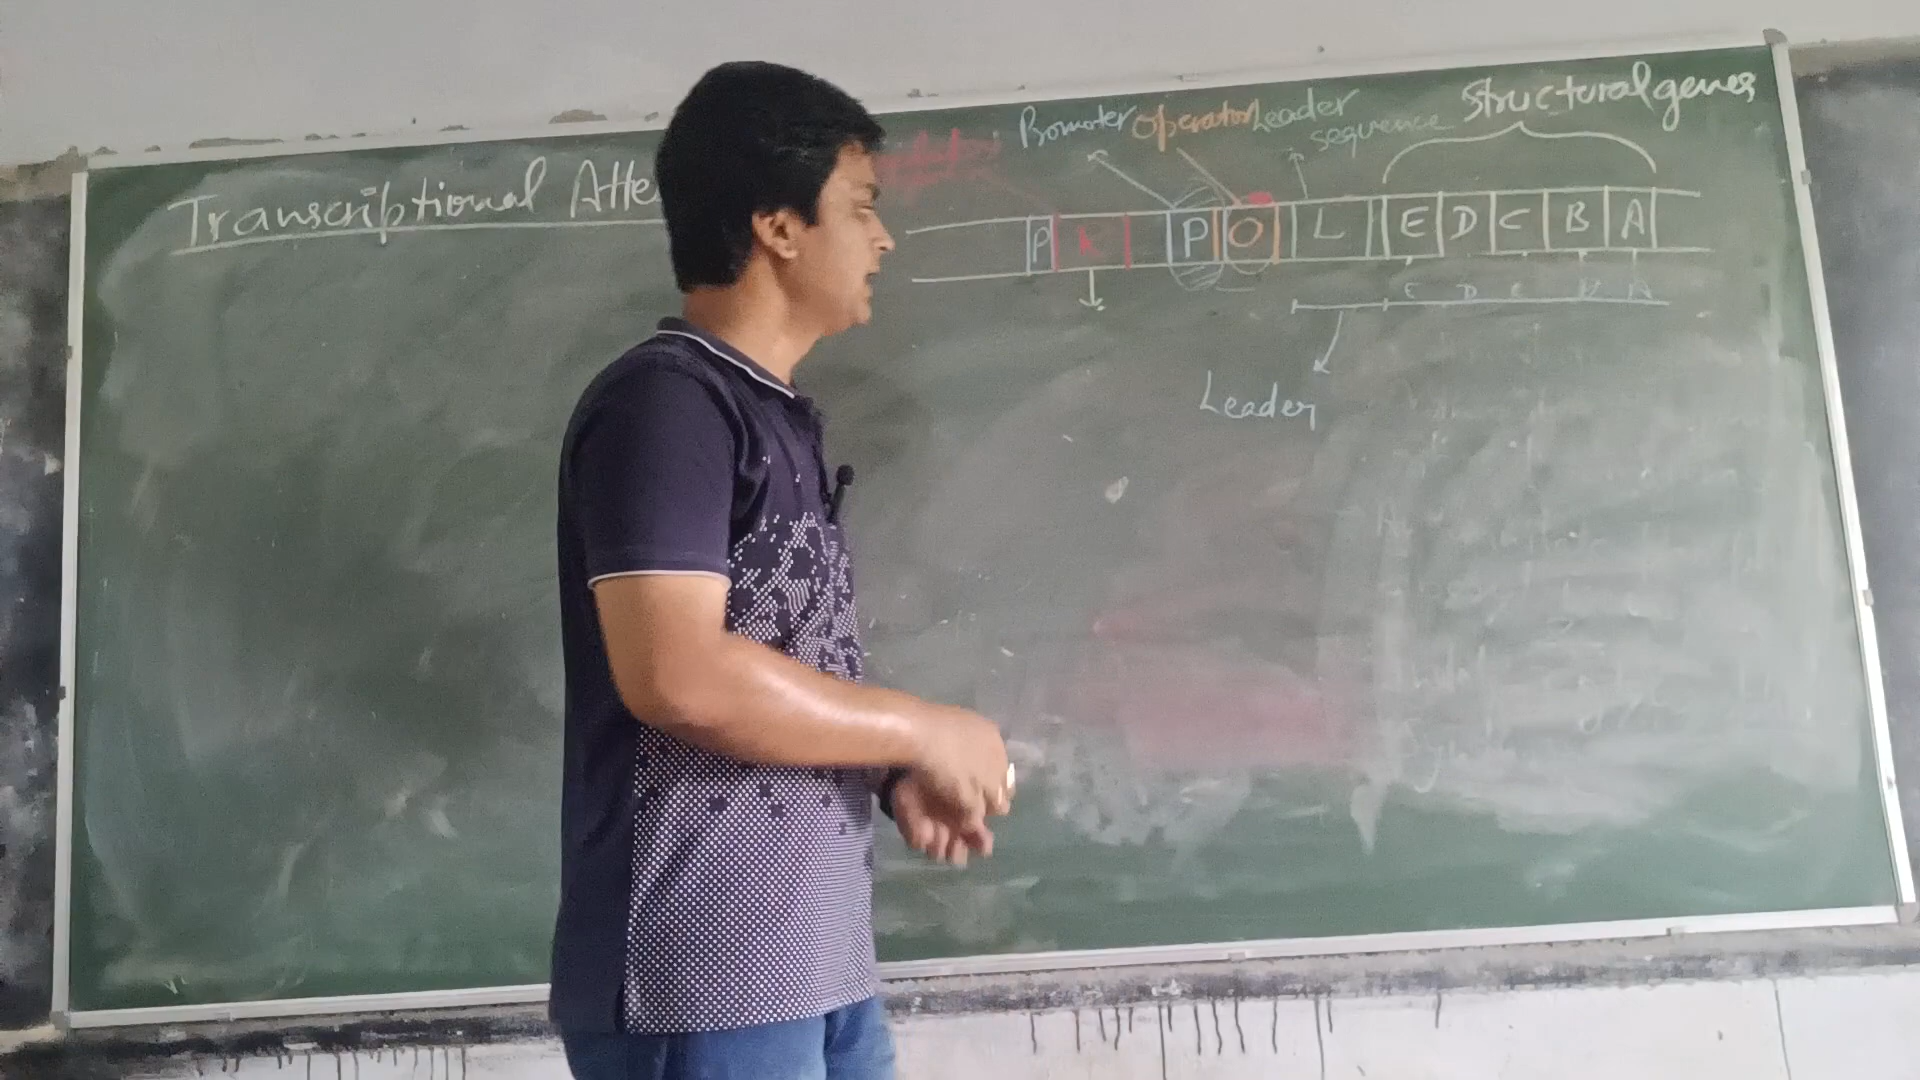 Transcriptional Atte
Promoter Operator Leader
sequence
Structural genes
P R P O L E D C B A
E D C B A
Leader